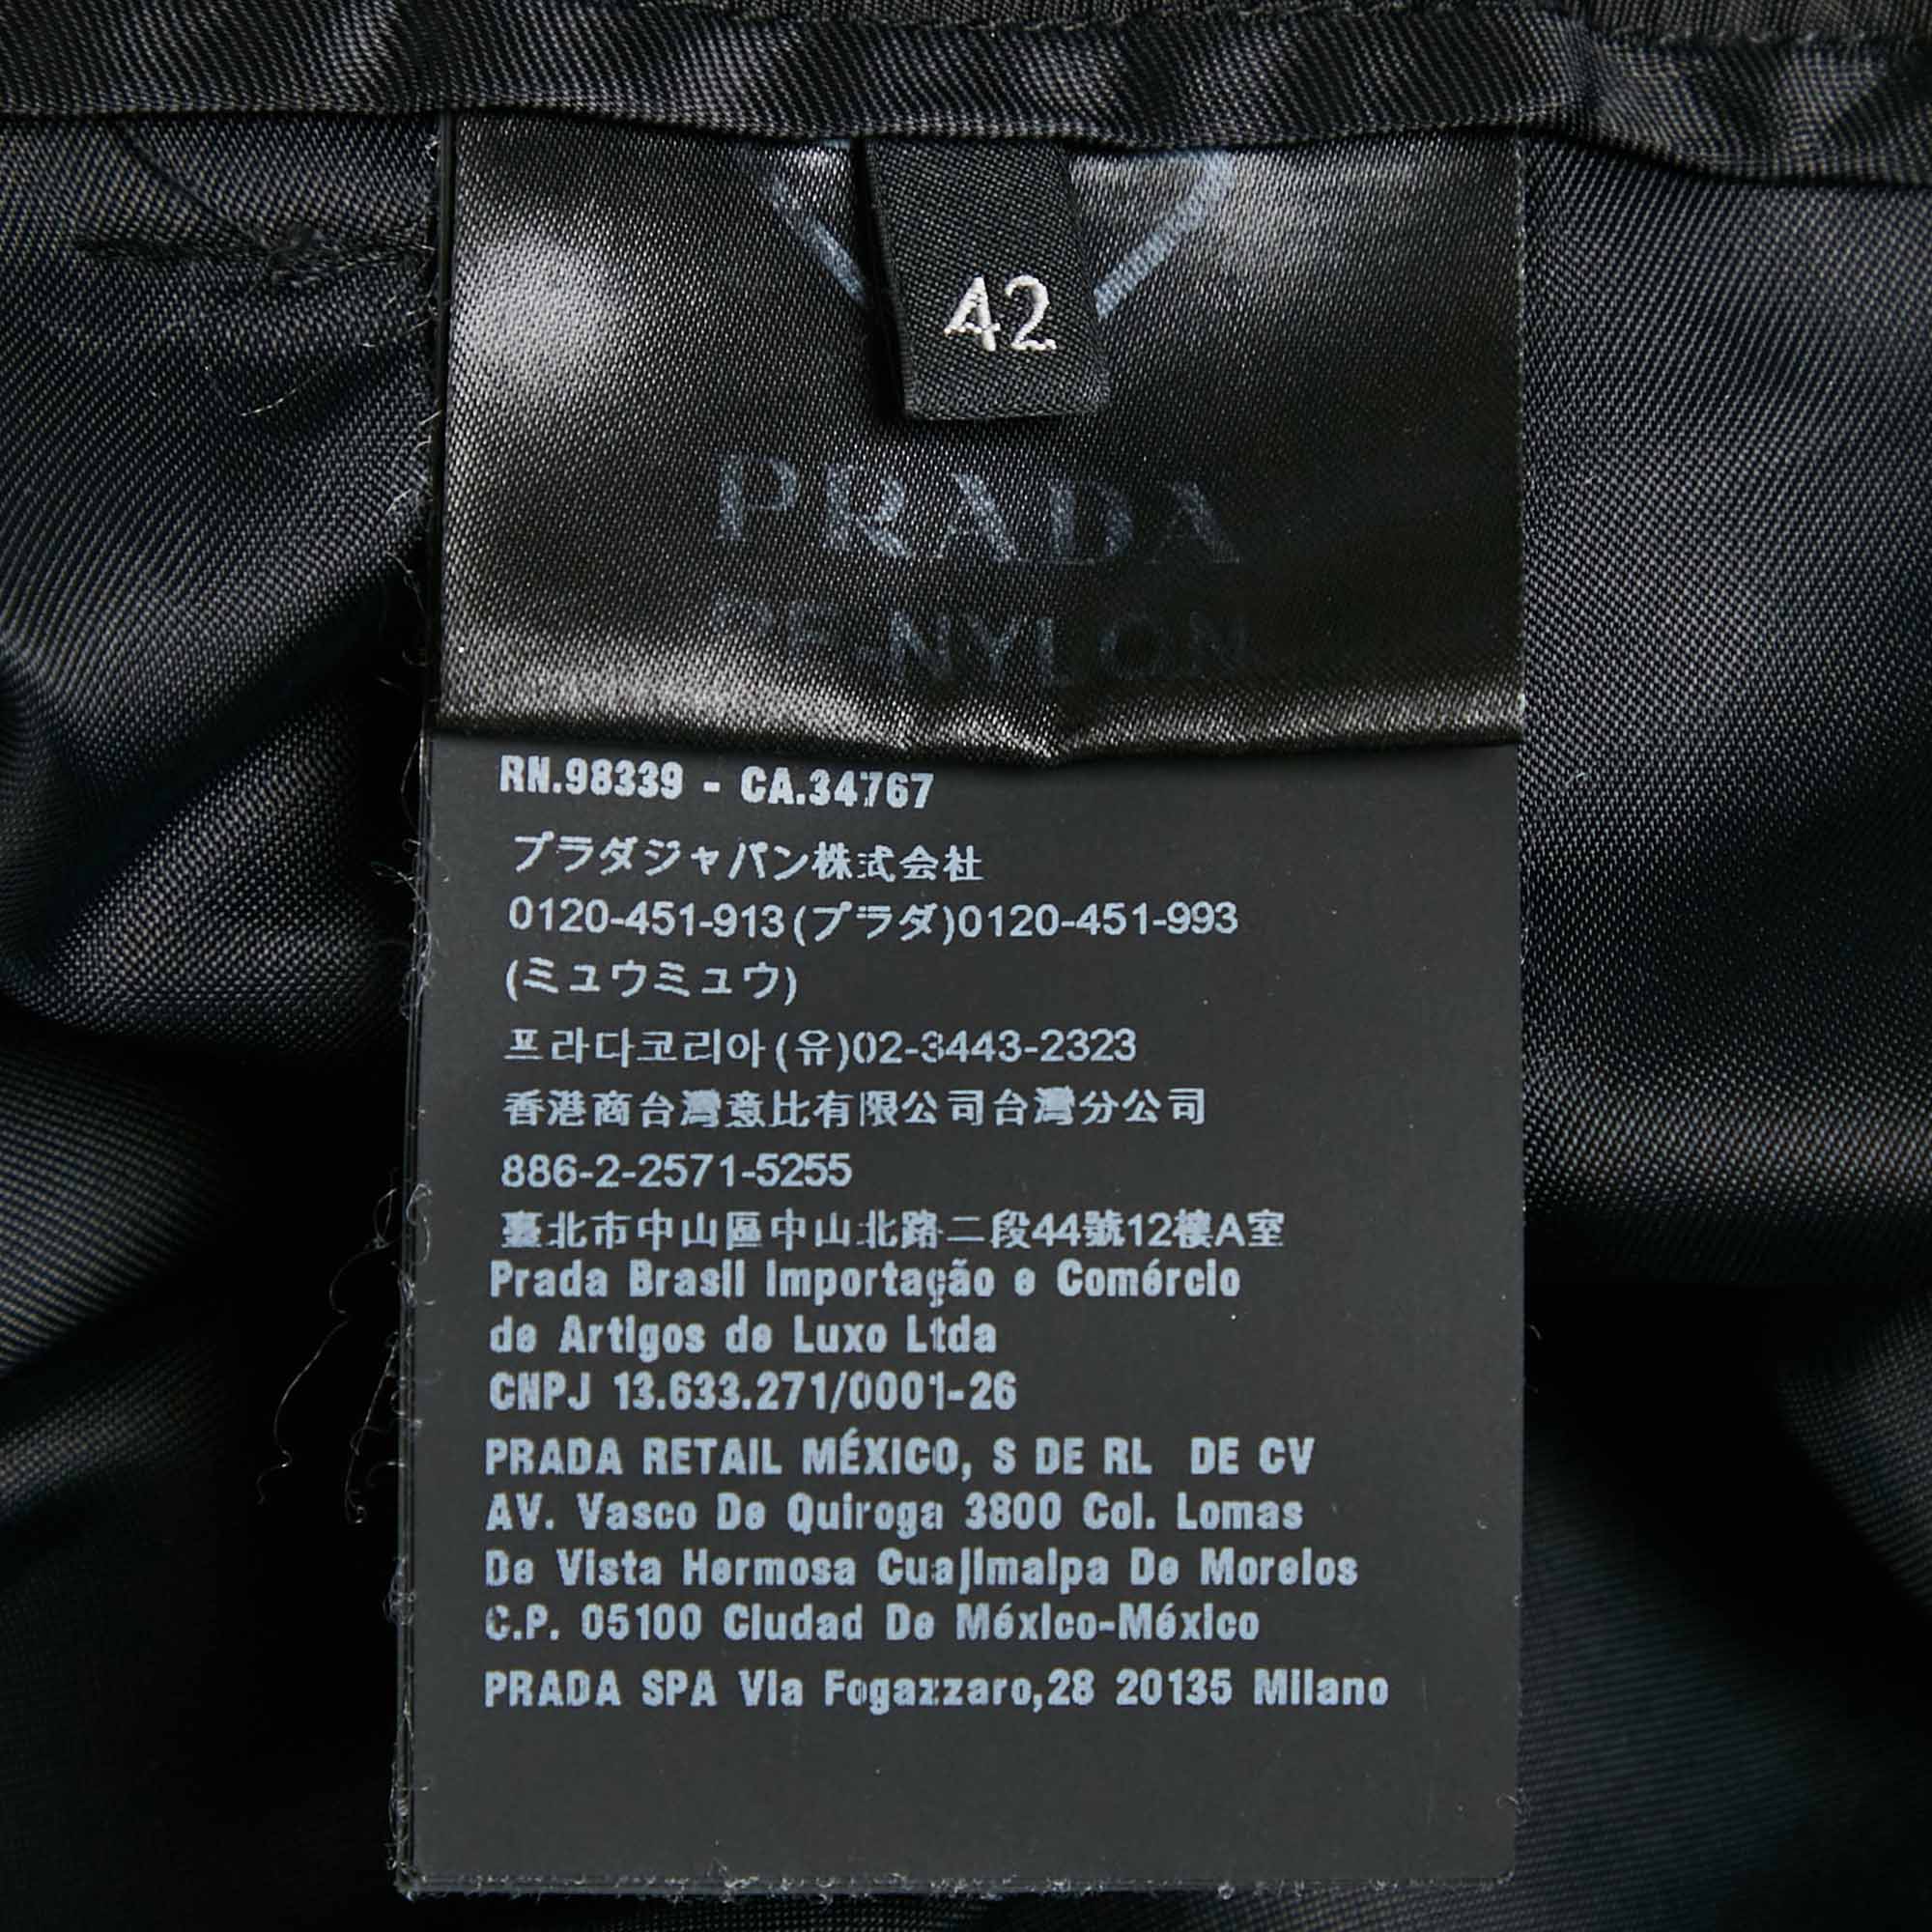 42
PRADA
RE-NYLON
RN.98339 - CA.34767
プラダジャパン株式会社
0120-451-913(プラダ)0120-451-993
(ミュウミュウ)
프라다코리아(유)02-3443-2323
香港商台灣意比有限公司台灣分公司
886-2-2571-5255
臺北市中山區中山北路二段44號12樓A室
Prada Brasil Importação e Comércio
de Artigos de Luxo Ltda
CNPJ 13.633.271/0001-26
PRADA RETAIL MÉXICO, S DE RL DE CV
AV. Vasco De Quiroga 3800 Col. Lomas
De Vista Hermosa Cuajimalpa De Morelos
C.P. 05100 Ciudad De México-México
PRADA SPA Via Fogazzaro,28 20135 Milano